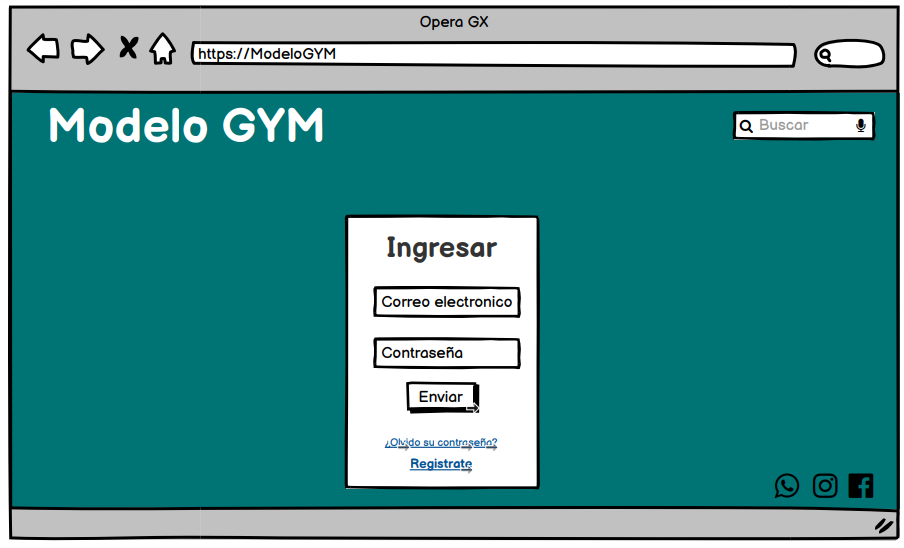 Opera GX
https://ModeloGYM
Modelo GYM
Buscar
Ingresar
Correo electronico
Contraseña
Enviar
¿Olvido su contraseña?
Registrate